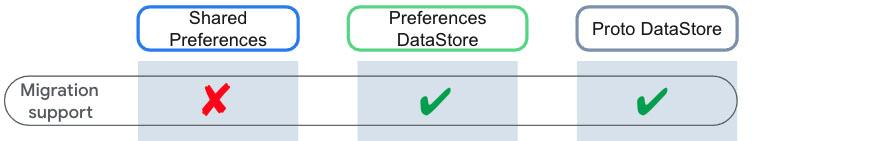 Shared
Preferences
Preferences
DataStore
Proto DataStore
Migration
support